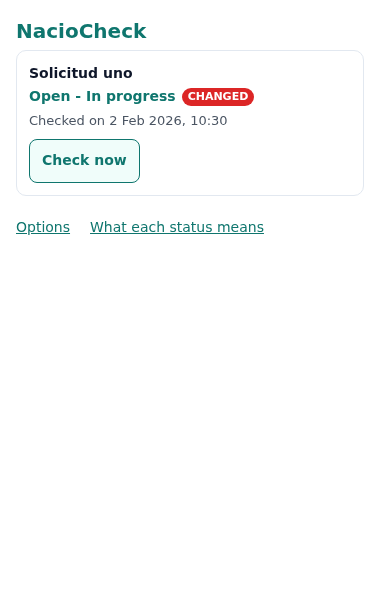 NacioCheck
Solicitud uno
Open - In progress CHANGED
Checked on 2 Feb 2026, 10:30
Check now
Options What each status means